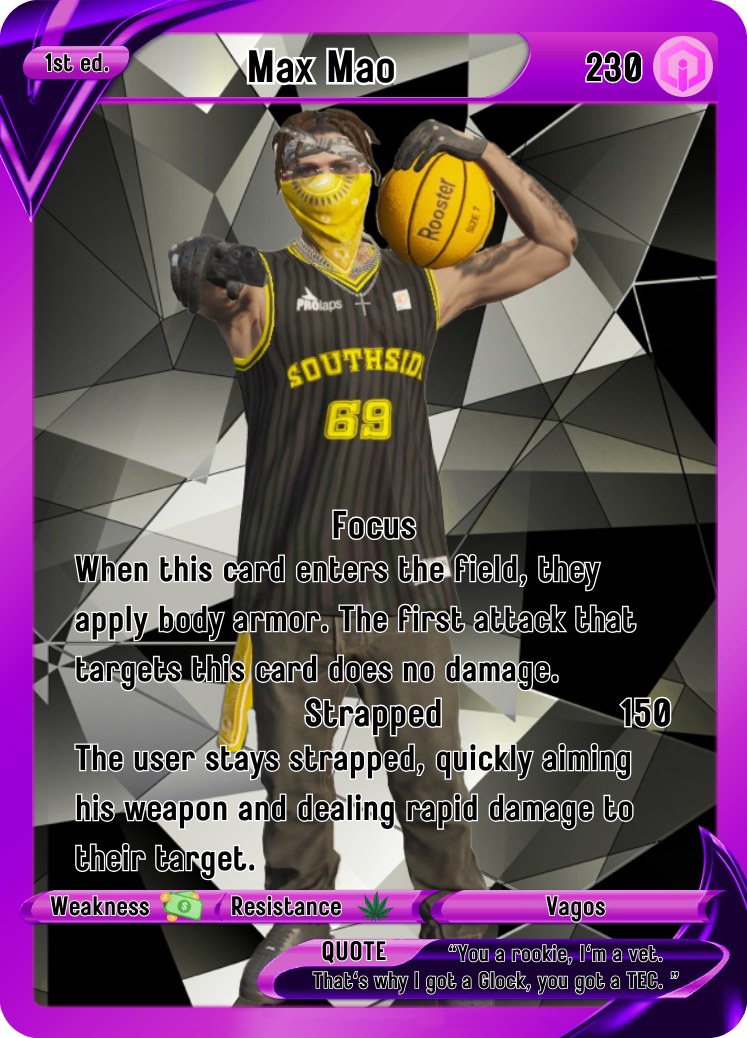 1st ed.
Max Mao
230
Rooster
SIZE 7
PROlaps
SOUTHSID
69
Focus
When this card enters the field, they
apply body armor. The first attack that
targets this card does no damage.
Strapped 150
The user stays strapped, quickly aiming
his weapon and dealing rapid damage to
their target.
Weakness
Resistance
Vagos
QUOTE
“You a rookie, I'm a vet.
That's why I got a Glock, you got a TEC. ”